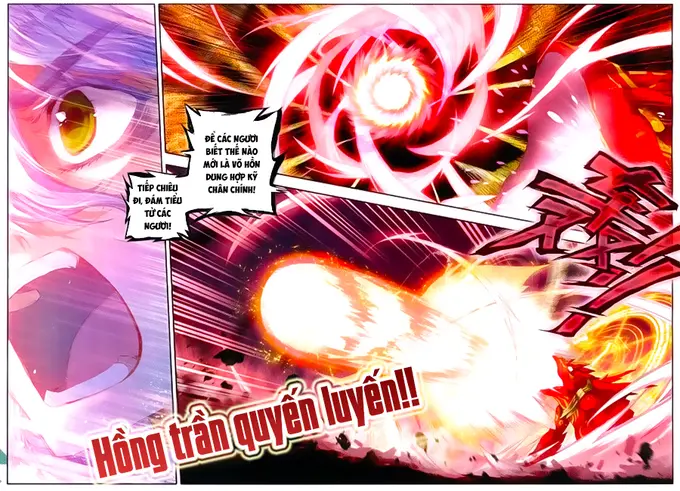 ĐỂ CÁC NGƯƠI
BIẾT THẾ NÀO
MỚI LÀ VÕ HỒN
DUNG HỢP KỸ
CHÂN CHÍNH!
TIẾP CHIÊU
ĐI, ĐÁM TIỂU
TỬ CÁC
NGƯƠI!
Hồng trần quyến luyến!!